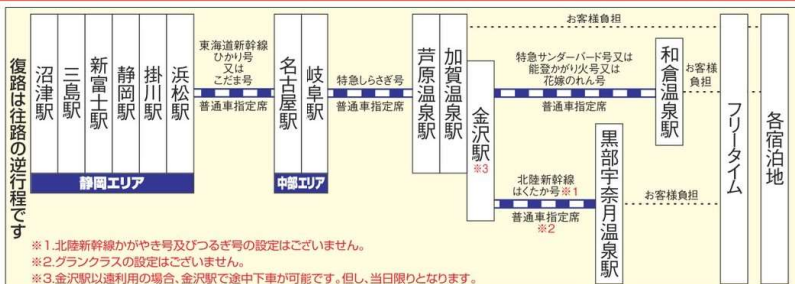 復路は往路の逆行程です
沼津駅
三島駅
新富士駅
静岡駅
掛川駅
浜松駅
静岡エリア
東海道新幹線
ひかり号
又は
こだま号
普通車指定席
名古屋駅
岐阜駅
中部エリア
特急しらさぎ号
普通車指定席
芦原温泉駅
加賀温泉駅
金沢駅
※3
お客様負担
特急サンダーバード号又は
能登かがり火号又は
花嫁のれん号
普通車指定席
和倉温泉駅
お客様
負担
北陸新幹線
はくたか号※1
普通車指定席
※2
黒部宇奈月温泉駅
お客様負担
フリータイム
各宿泊地
※1.北陸新幹線かがやき号及びつるぎ号の設定はございません。
※2.グランクラスの設定はございません。
※3.金沢駅以遠利用の場合、金沢駅で途中下車が可能です。但し、当日限りとなります。